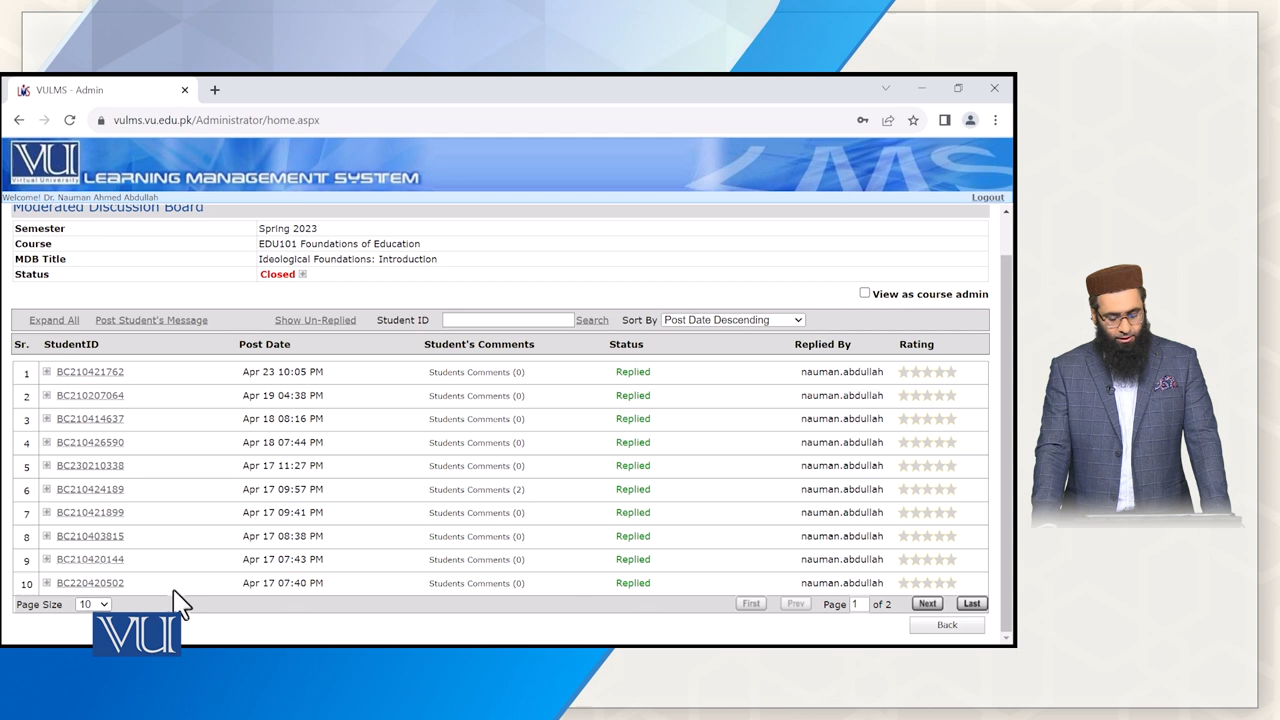 VULMS - Admin
vulms.vu.edu.pk/Administrator/home.aspx
VU
Virtual University
LEARNING MANAGEMENT SYSTEM
LMS
Welcome! Dr. Nauman Ahmed Abdullah
Logout
Moderated Discussion Board
Semester Spring 2023
Course EDU101 Foundations of Education
MDB Title Ideological Foundations: Introduction
Status Closed
View as course admin
Expand All Post Student's Message Show Un-Replied Student ID Search Sort By Post Date Descending
Sr. StudentID Post Date Student's Comments Status Replied By Rating
1 BC210421762 Apr 23 10:05 PM Students Comments (0) Replied nauman.abdullah
2 BC210207064 Apr 19 04:38 PM Students Comments (0) Replied nauman.abdullah
3 BC210414637 Apr 18 08:16 PM Students Comments (0) Replied nauman.abdullah
4 BC210426590 Apr 18 07:44 PM Students Comments (0) Replied nauman.abdullah
5 BC230210338 Apr 17 11:27 PM Students Comments (0) Replied nauman.abdullah
6 BC210424189 Apr 17 09:57 PM Students Comments (2) Replied nauman.abdullah
7 BC210421899 Apr 17 09:41 PM Students Comments (0) Replied nauman.abdullah
8 BC210403815 Apr 17 08:38 PM Students Comments (0) Replied nauman.abdullah
9 BC210420144 Apr 17 07:43 PM Students Comments (0) Replied nauman.abdullah
10 BC220420502 Apr 17 07:40 PM Students Comments (0) Replied nauman.abdullah
Page Size 10 First Prev Page 1 of 2 Next Last
Back
VU